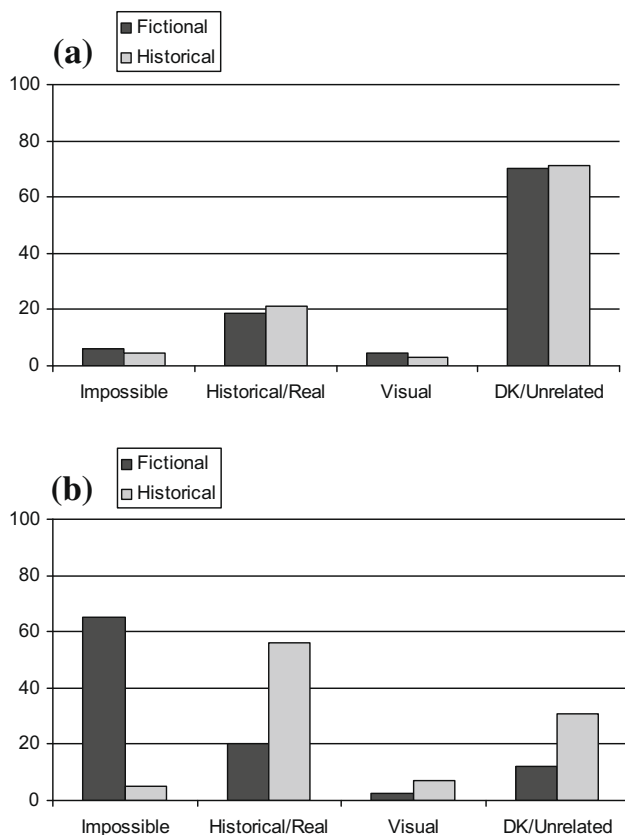 (a)
Fictional
Historical
100
80
60
40
20
0
Impossible Historical/Real Visual DK/Unrelated
(b)
Fictional
Historical
100
80
60
40
20
0
Impossible Historical/Real Visual DK/Unrelated